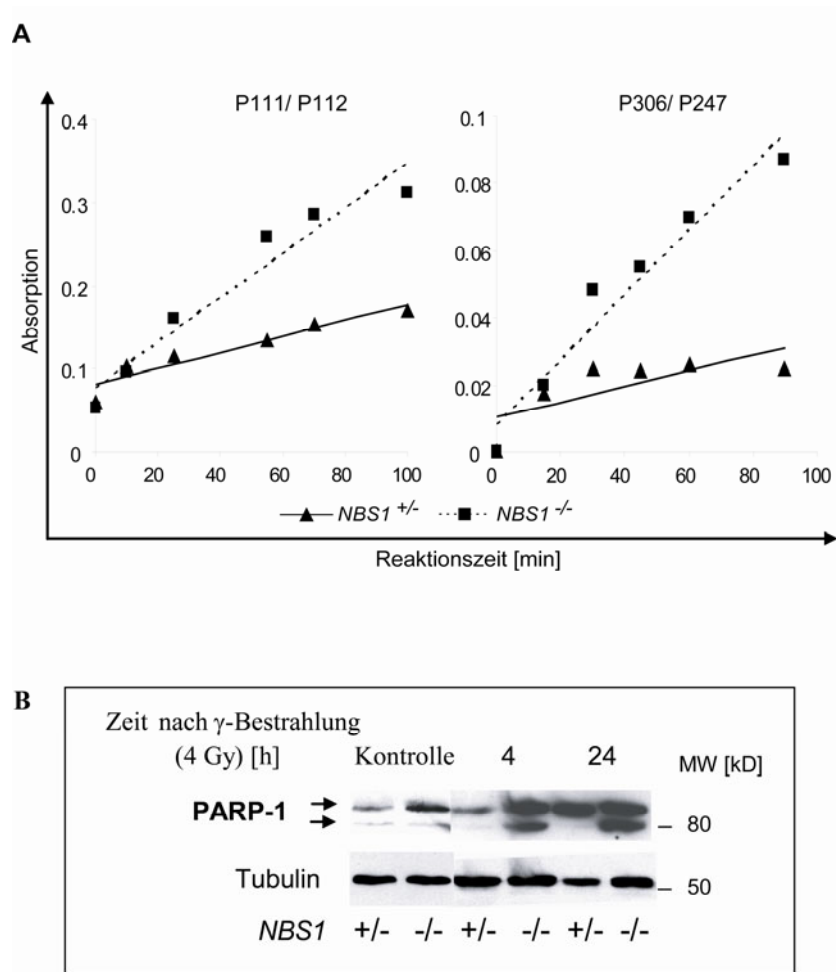 A
P111/ P112
0.4
0.3
0.2
0.1
0
0 20 40 60 80 100
P306/ P247
0.1
0.08
0.06
0.04
0.02
0
0 20 40 60 80 100
Absorption
NBS1 +/- NBS1 -/-
Reaktionszeit [min]
B
Zeit nach γ-Bestrahlung
(4 Gy) [h] Kontrolle 4 24 MW [kD]
PARP-1
80
Tubulin
50
NBS1 +/- -/- +/- -/- +/- -/-